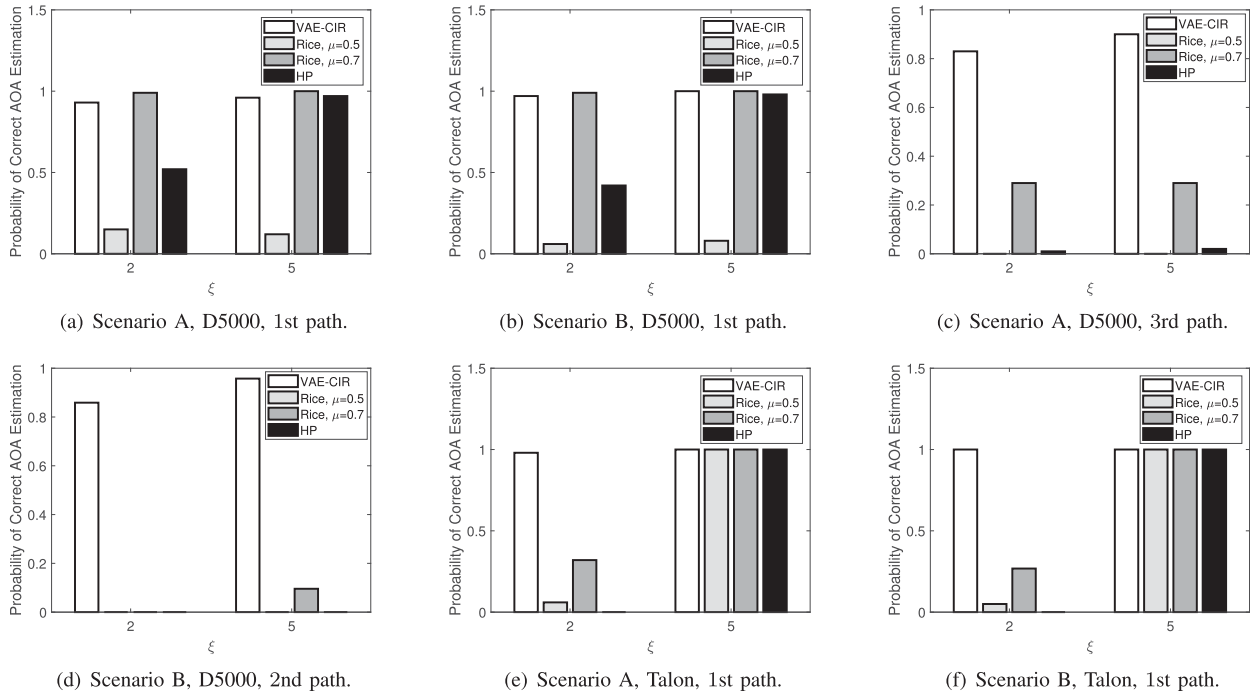 Probability of Correct AOA Estimation
1.5
1
0.5
0
VAE-CIR
Rice, μ=0.5
Rice, μ=0.7
HP
2
5
ξ
(a) Scenario A, D5000, 1st path.
Probability of Correct AOA Estimation
1.5
1
0.5
0
VAE-CIR
Rice, μ=0.5
Rice, μ=0.7
HP
2
5
ξ
(b) Scenario B, D5000, 1st path.
Probability of Correct AOA Estimation
1
0.8
0.6
0.4
0.2
0
VAE-CIR
Rice, μ=0.5
Rice, μ=0.7
HP
2
5
ξ
(c) Scenario A, D5000, 3rd path.
Probability of Correct AOA Estimation
1
0.8
0.6
0.4
0.2
0
VAE-CIR
Rice, μ=0.5
Rice, μ=0.7
HP
2
5
ξ
(d) Scenario B, D5000, 2nd path.
Probability of Correct AOA Estimation
1.5
1
0.5
0
VAE-CIR
Rice, μ=0.5
Rice, μ=0.7
HP
2
5
ξ
(e) Scenario A, Talon, 1st path.
Probability of Correct AOA Estimation
1.5
1
0.5
0
VAE-CIR
Rice, μ=0.5
Rice, μ=0.7
HP
2
5
ξ
(f) Scenario B, Talon, 1st path.